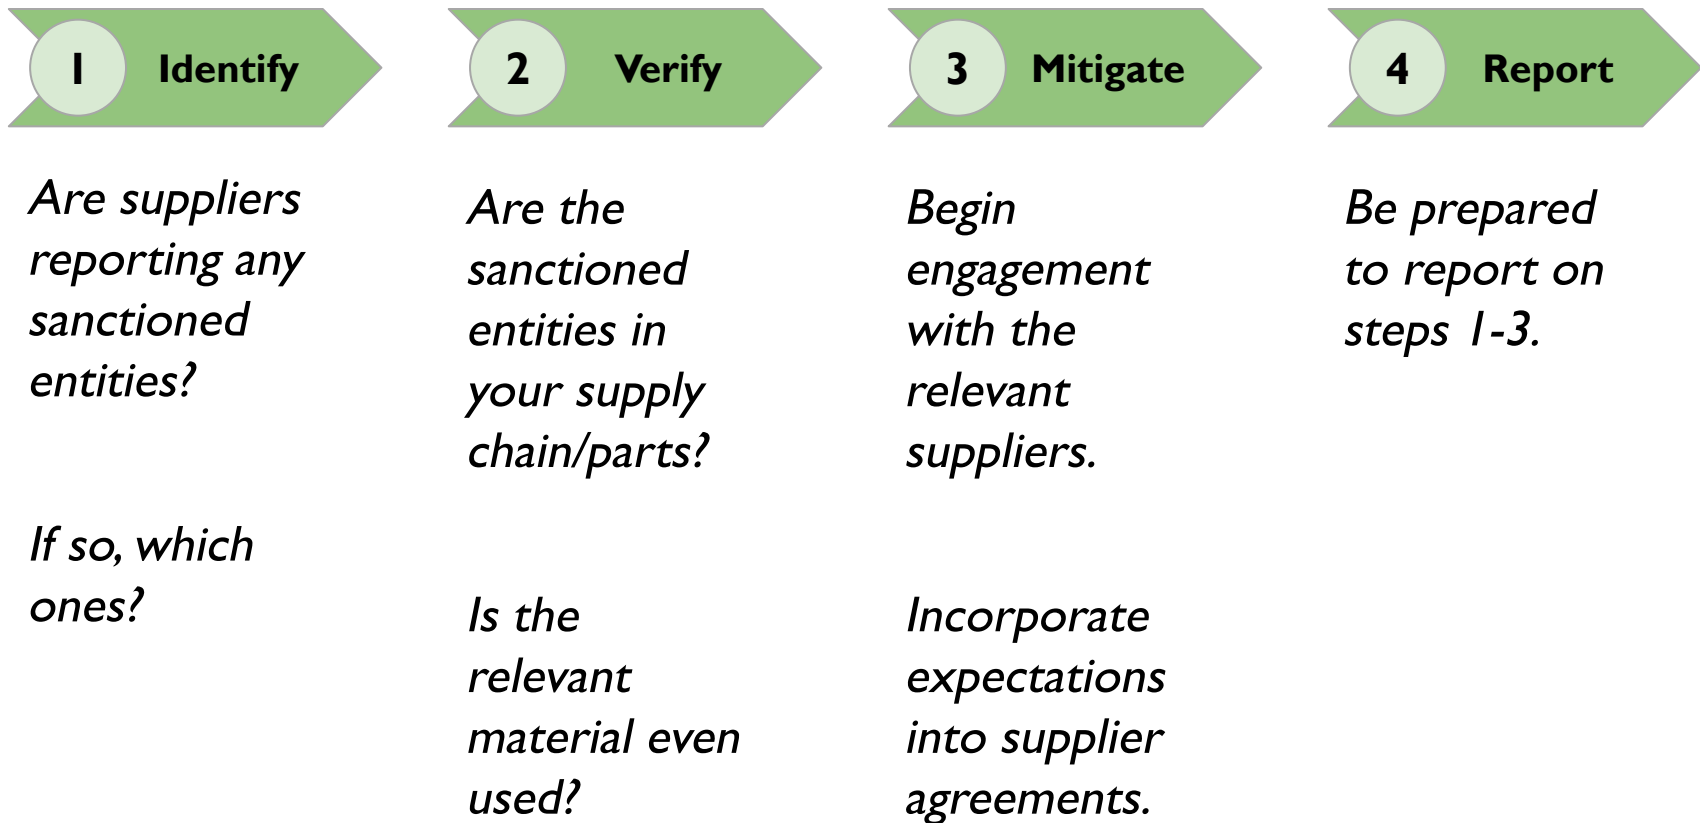 1 Identify
Are suppliers
reporting any
sanctioned
entities?
If so, which
ones?
2 Verify
Are the
sanctioned
entities in
your supply
chain/parts?
Is the
relevant
material even
used?
3 Mitigate
Begin
engagement
with the
relevant
suppliers.
Incorporate
expectations
into supplier
agreements.
4 Report
Be prepared
to report on
steps 1-3.